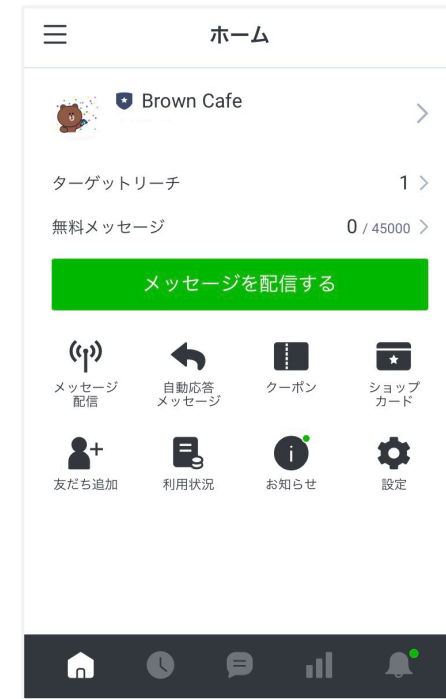 ホーム
Brown Cafe
ターゲットリーチ 1
無料メッセージ 0 / 45000
メッセージを配信する
メッセージ
配信
自動応答
メッセージ
クーポン
ショップ
カード
友だち追加
利用状況
お知らせ
設定